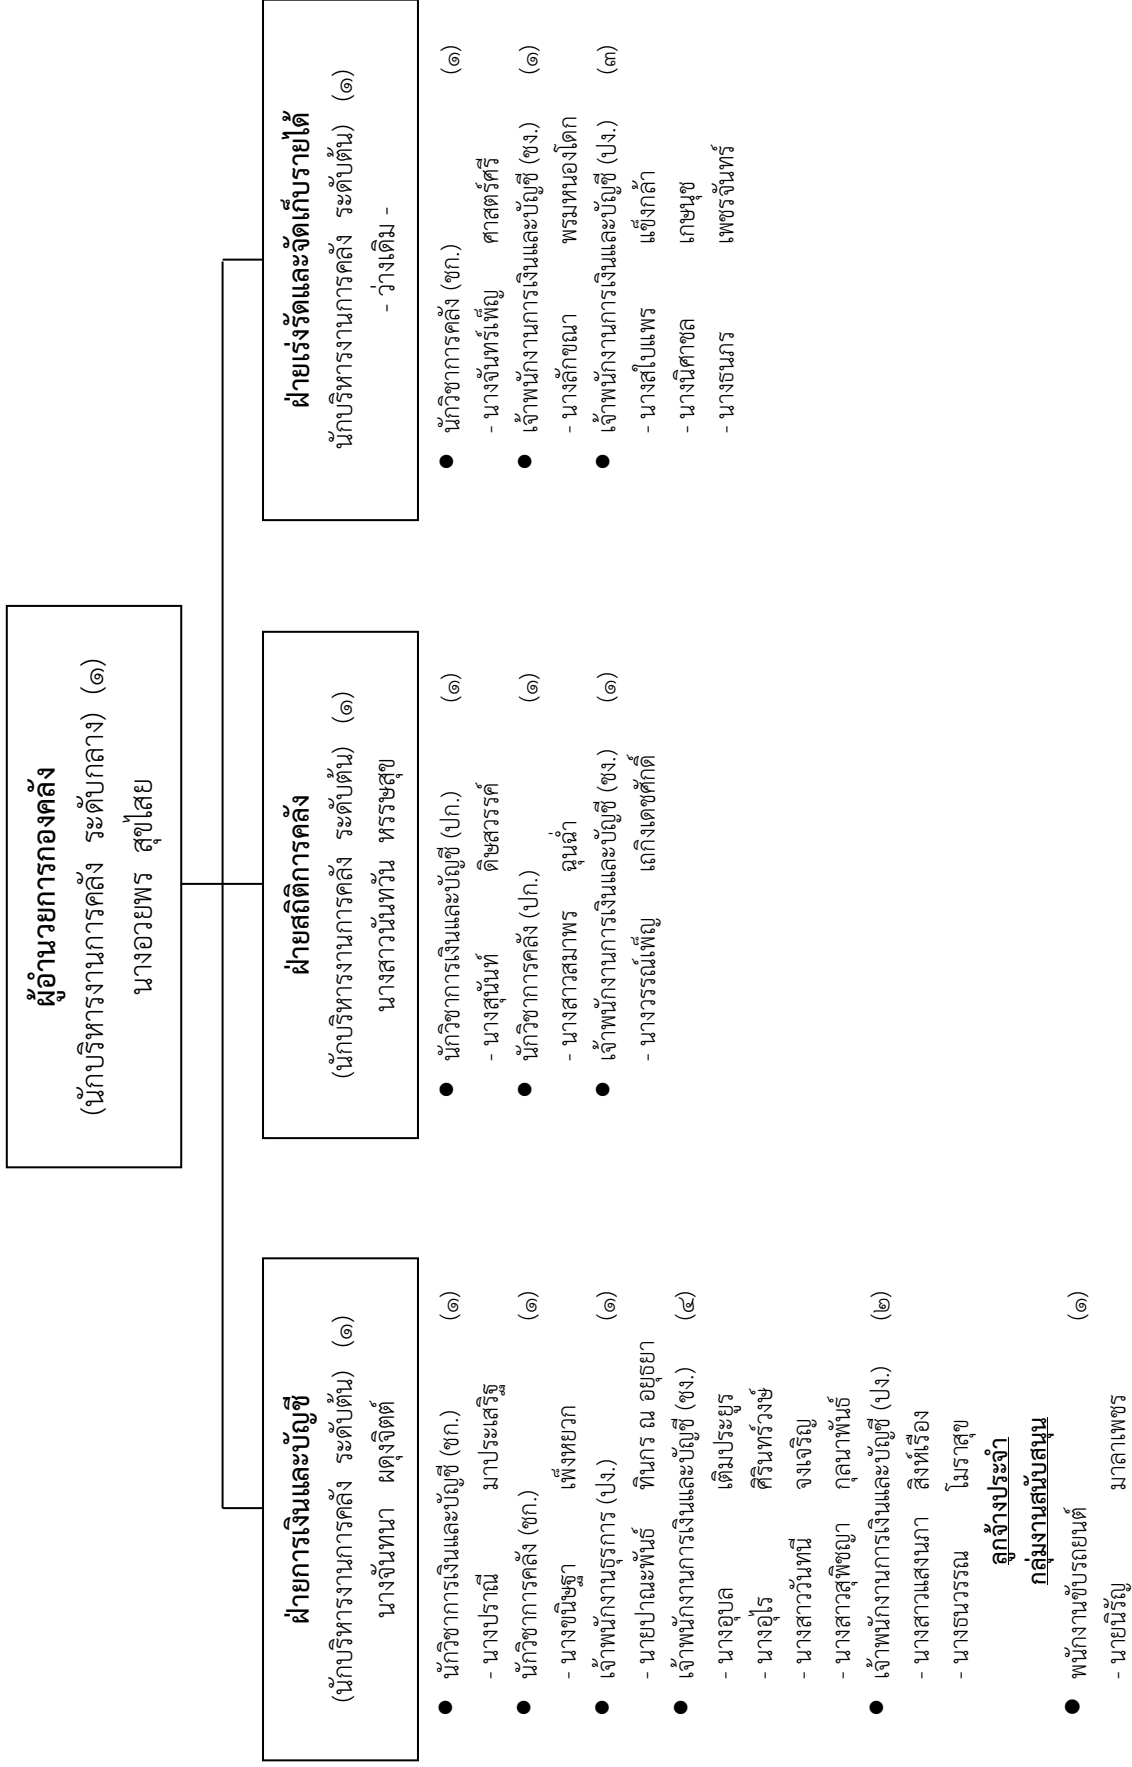 ผู้อำนวยการกองคลัง
(นักบริหารงานการคลัง ระดับกลาง) (๑)
นางอวยพร สุขไสย
ฝ่ายการเงินและบัญชี
(นักบริหารงานการคลัง ระดับต้น) (๑)
นางจันทนา ผดุงจิตต์
● นักวิชาการเงินและบัญชี (ชก.) (๑)
- นางปราณี มาประเสริฐ
● นักวิชาการคลัง (ชก.) (๑)
- นางขนิษฐา เพ็งหยวก
● เจ้าพนักงานธุรการ (ปง.) (๑)
- นายปาณะพันธ์ ทินกร ณ อยุธยา
● เจ้าพนักงานการเงินและบัญชี (ชง.) (๔)
- นางอุบล เติมประยูร
- นางอุไร ศิรินทร์วงษ์
- นางสาววันทนี จงเจริญ
- นางสาวสุพิชญา กุลนาพันธ์
● เจ้าพนักงานการเงินและบัญชี (ปง.) (๒)
- นางสาวแสงนภา สิงห์เรือง
- นางธนวรรณ โมราสุข
ลูกจ้างประจำ
กลุ่มงานสนับสนุน
● พนักงานขับรถยนต์ (๑)
- นายนิรัญ มาลาเพชร
ฝ่ายสถิติการคลัง
(นักบริหารงานการคลัง ระดับต้น) (๑)
นางสาวนันทวัน หรรษสุข
● นักวิชาการเงินและบัญชี (ปก.) (๑)
- นางสุนันท์ ดิษสวรรค์
● นักวิชาการคลัง (ปก.) (๑)
- นางสาวสมาพร ฉุนฉ่ำ
● เจ้าพนักงานการเงินและบัญชี (ชง.) (๑)
- นางวรรณ์เพ็ญ เถกิงเดชศักดิ์
ฝ่ายเร่งรัดและจัดเก็บรายได้
นักบริหารงานการคลัง ระดับต้น) (๑)
- ว่างเดิม -
● นักวิชาการคลัง (ชก.) (๑)
- นางจันทร์เพ็ญ ศาสตร์ศรี
● เจ้าพนักงานการเงินและบัญชี (ชง.) (๑)
- นางลักขณา พรมหนองโดก
● เจ้าพนักงานการเงินและบัญชี (ปง.) (๓)
- นางสไบแพร แข็งกล้า
- นางนิศาชล เกษนุช
- นางธนภร เพชรจันทร์